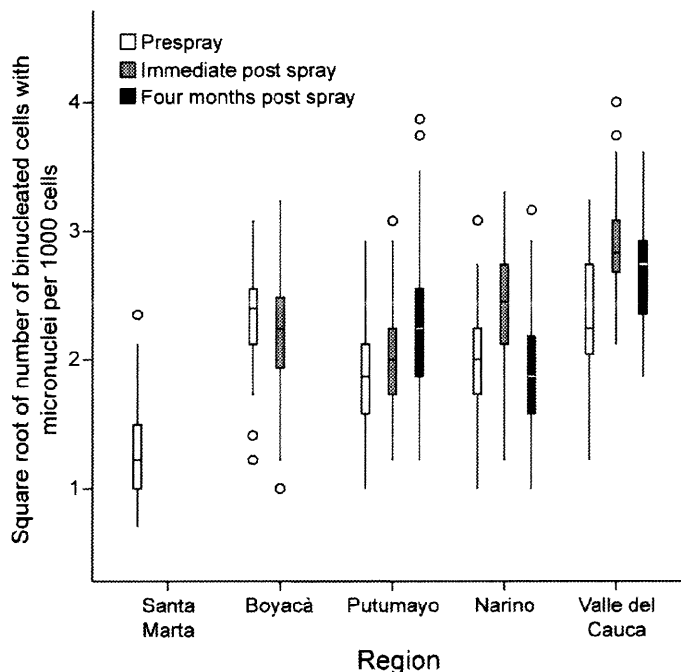 Prespray
Immediate post spray
Four months post spray
Square root of number of binucleated cells with
micronuclei per 1000 cells
4
3
2
1
Santa
Marta
Boyacà
Putumayo
Narino
Valle del
Cauca
Region